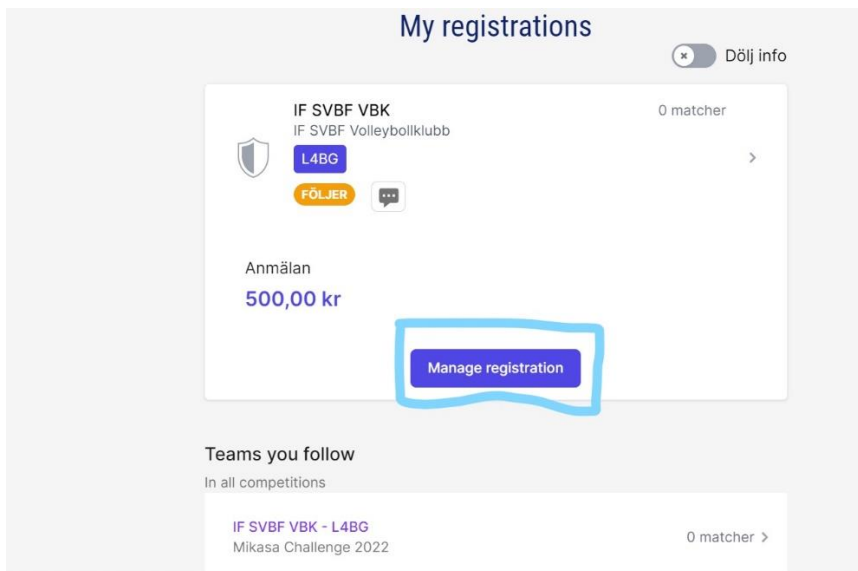 My registrations
Dölj info
IF SVBF VBK
0 matcher
IF SVBF Volleybollklubb
L4BG
FÖLJER
Anmälan
500,00 kr
Manage registration
Teams you follow
In all competitions
IF SVBF VBK - L4BG
Mikasa Challenge 2022
0 matcher